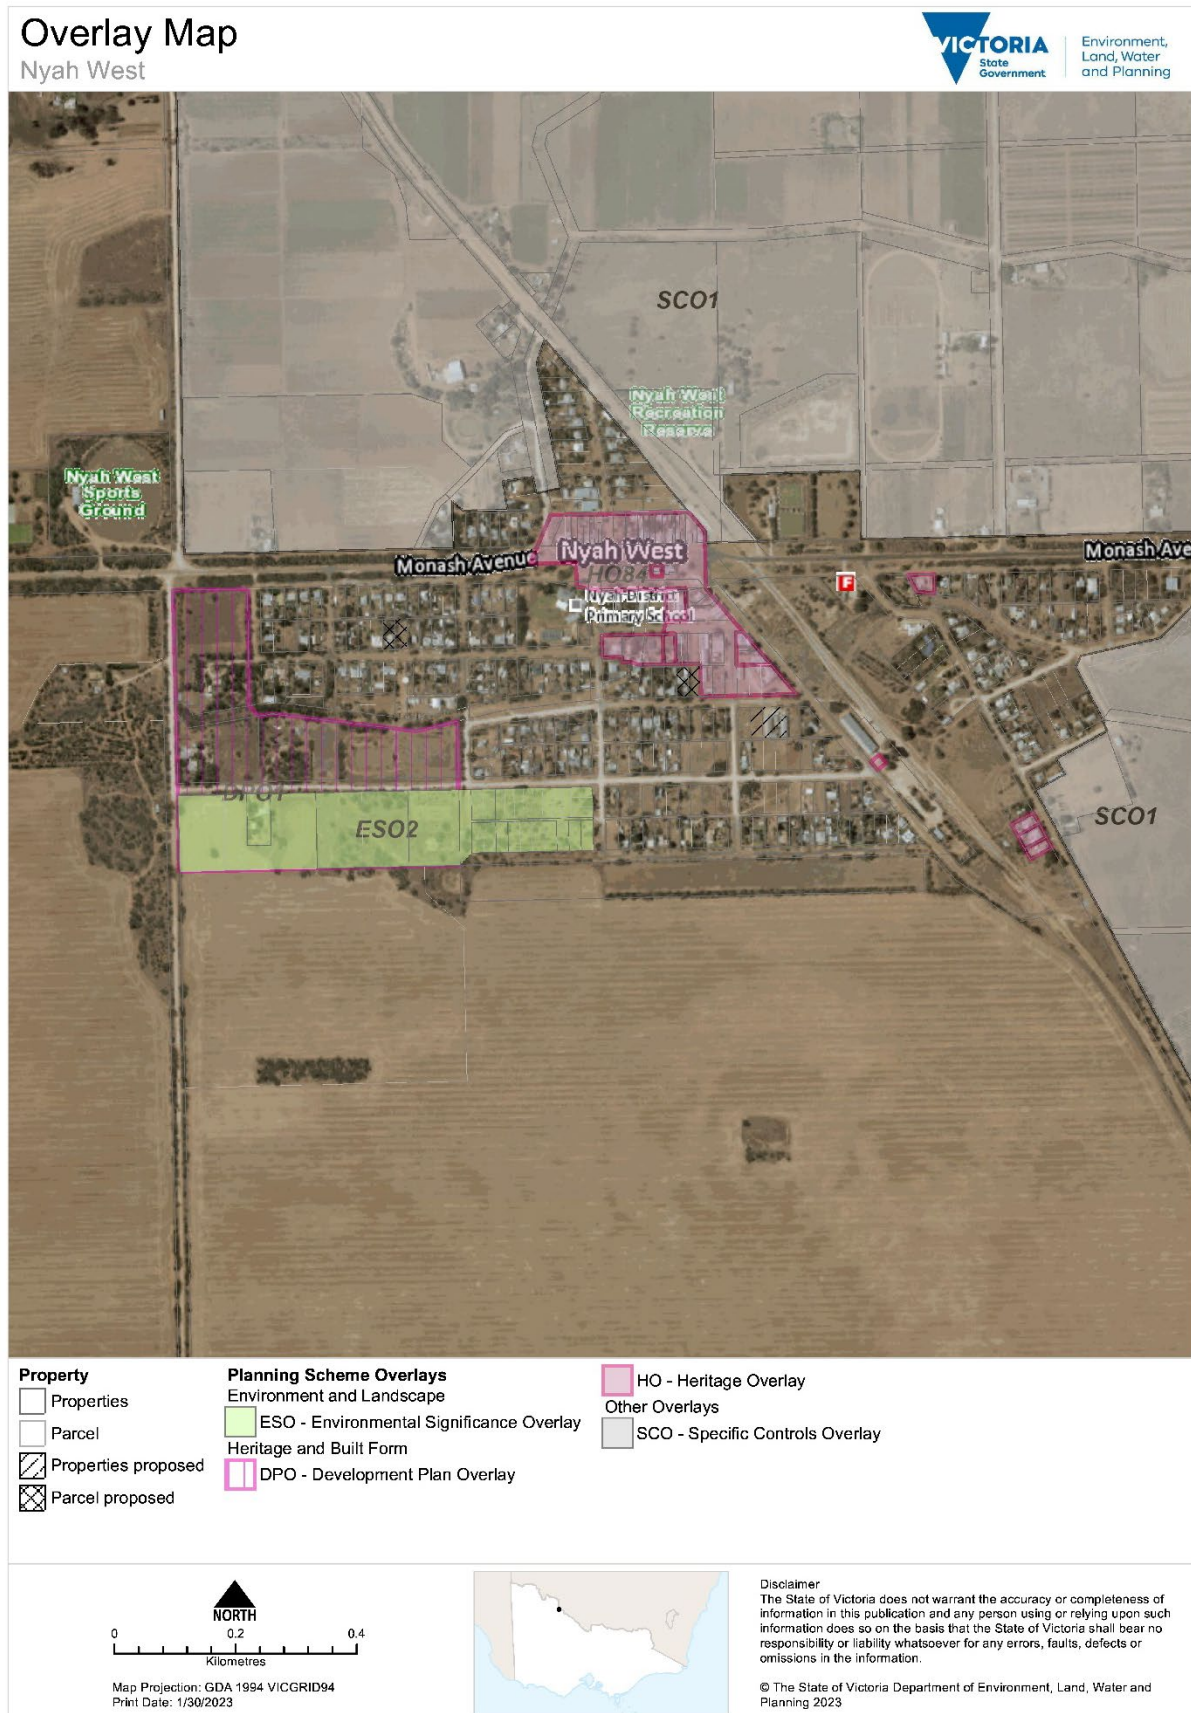 Overlay Map
Nyah West
VICTORIA
State
Government
Environment,
Land, Water
and Planning
SCO1
Nyah West
Recreation
Reserve
Nyah West
Sports
Ground
Monash Avenue
Nyah West
Monash Ave
HO84
F
Nyah District
Primary School
DPO1
ESO2
SCO1
Property
Properties
Parcel
Properties proposed
Parcel proposed
Planning Scheme Overlays
Environment and Landscape
ESO - Environmental Significance Overlay
Heritage and Built Form
DPO - Development Plan Overlay
HO - Heritage Overlay
Other Overlays
SCO - Specific Controls Overlay
NORTH
0 0.2 0.4
Kilometres
Map Projection: GDA 1994 VICGRID94
Print Date: 1/30/2023
Disclaimer
The State of Victoria does not warrant the accuracy or completeness of
information in this publication and any person using or relying upon such
information does so on the basis that the State of Victoria shall bear no
responsibility or liability whatsoever for any errors, faults, defects or
omissions in the information.
© The State of Victoria Department of Environment, Land, Water and
Planning 2023